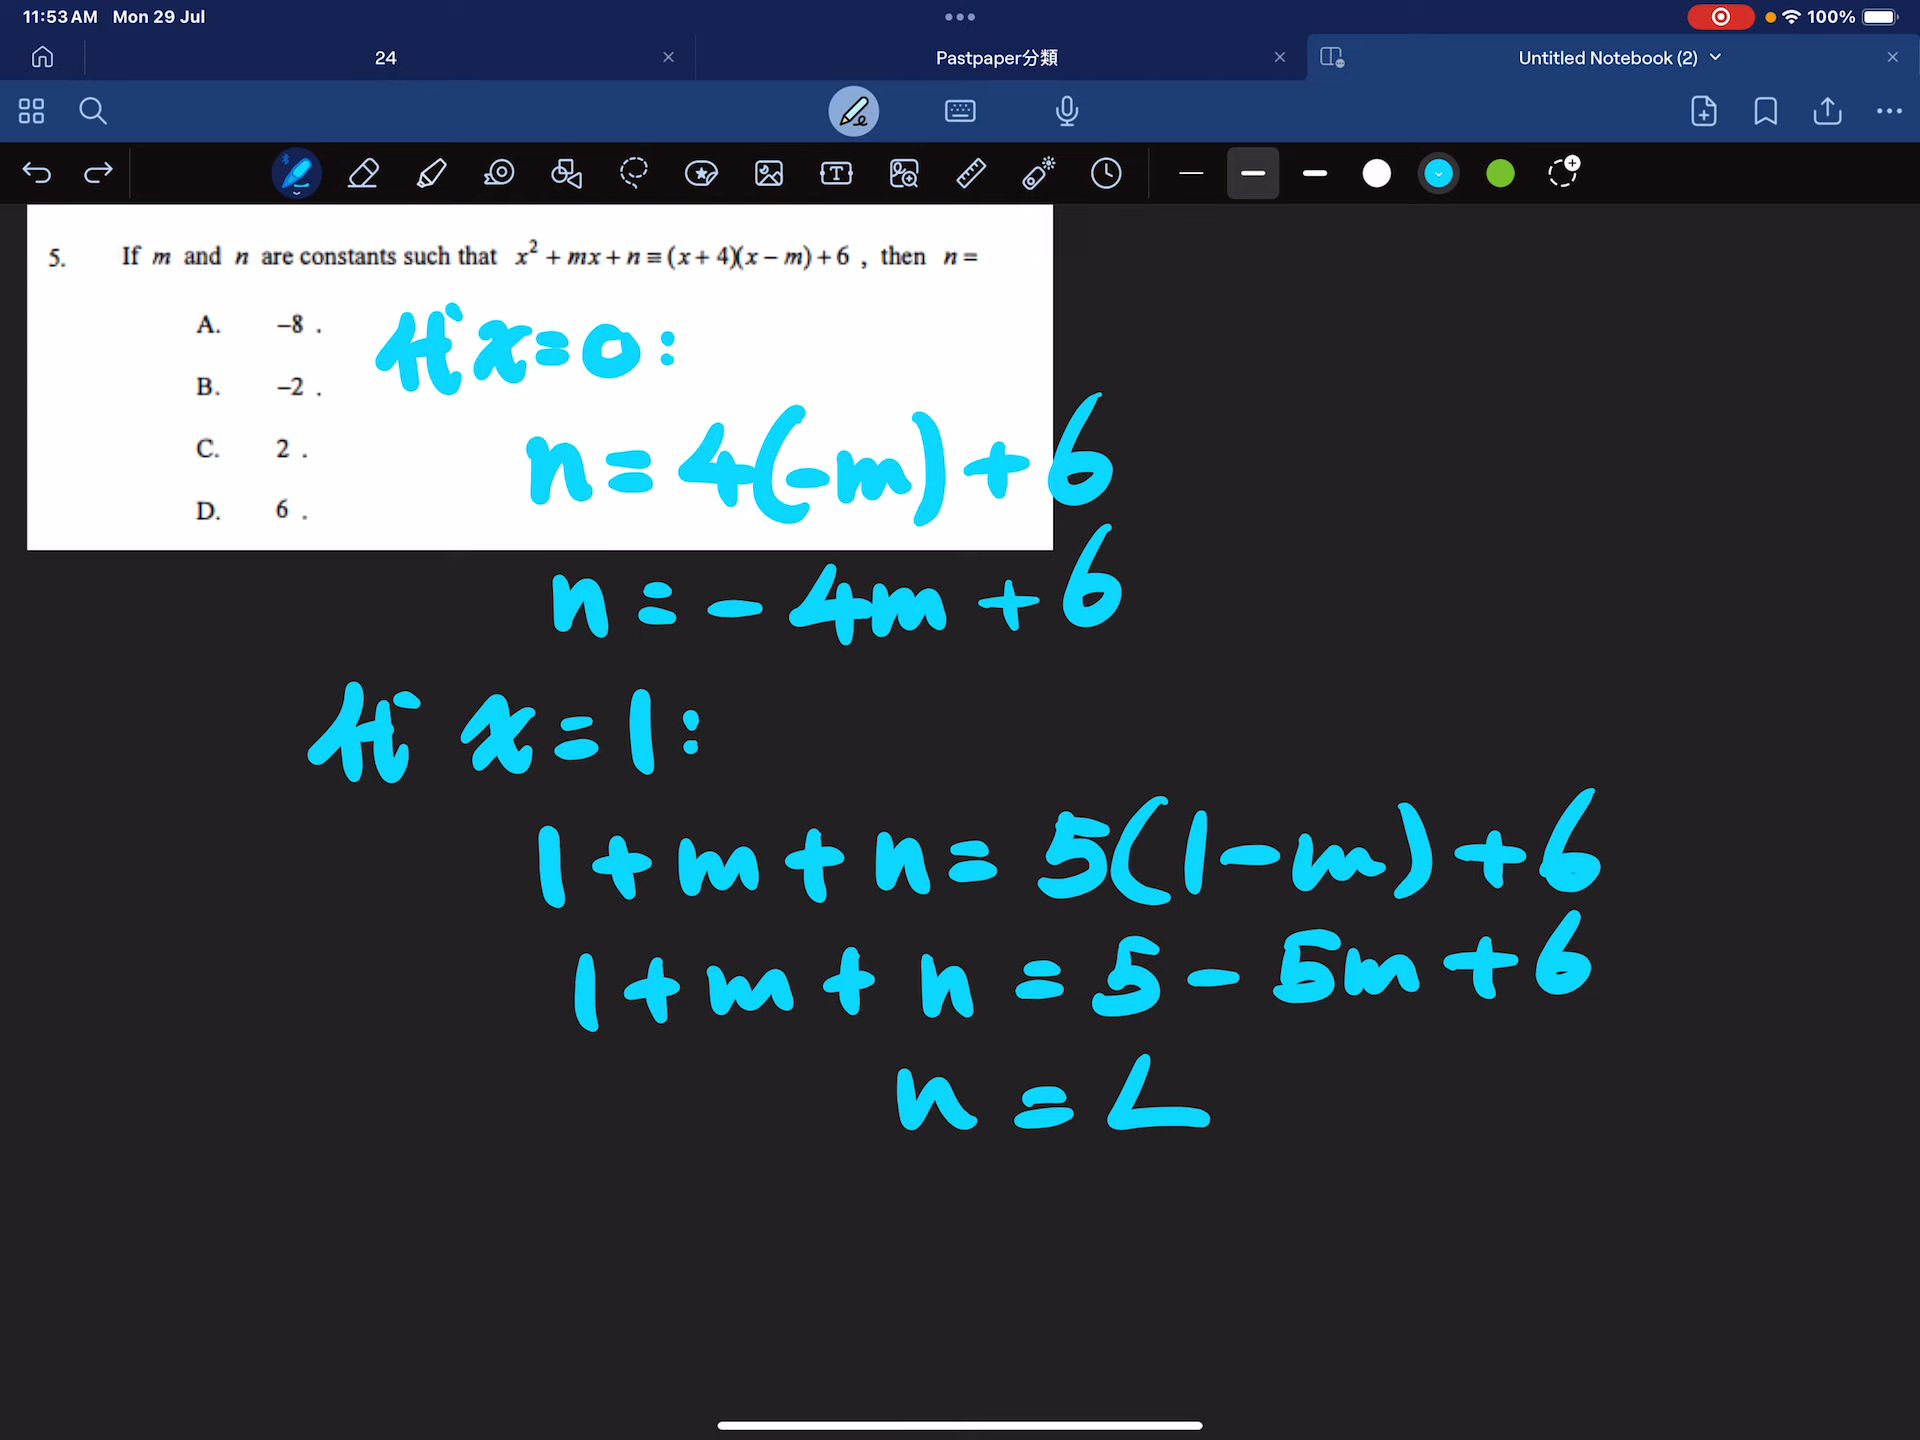 11:53 AM Mon 29 Jul
100%
24
Pastpaper分類
Untitled Notebook (2)
5. If m and n are constants such that x² + mx + n ≡ (x + 4)(x − m) + 6 , then n =
A. −8 .
B. −2 .
C. 2 .
D. 6 .
代 x=0:
n = 4(-m) + 6
n = - 4m + 6
代 x = 1:
1 + m + n = 5(1 - m) + 6
1 + m + n = 5 - 5m + 6
n =